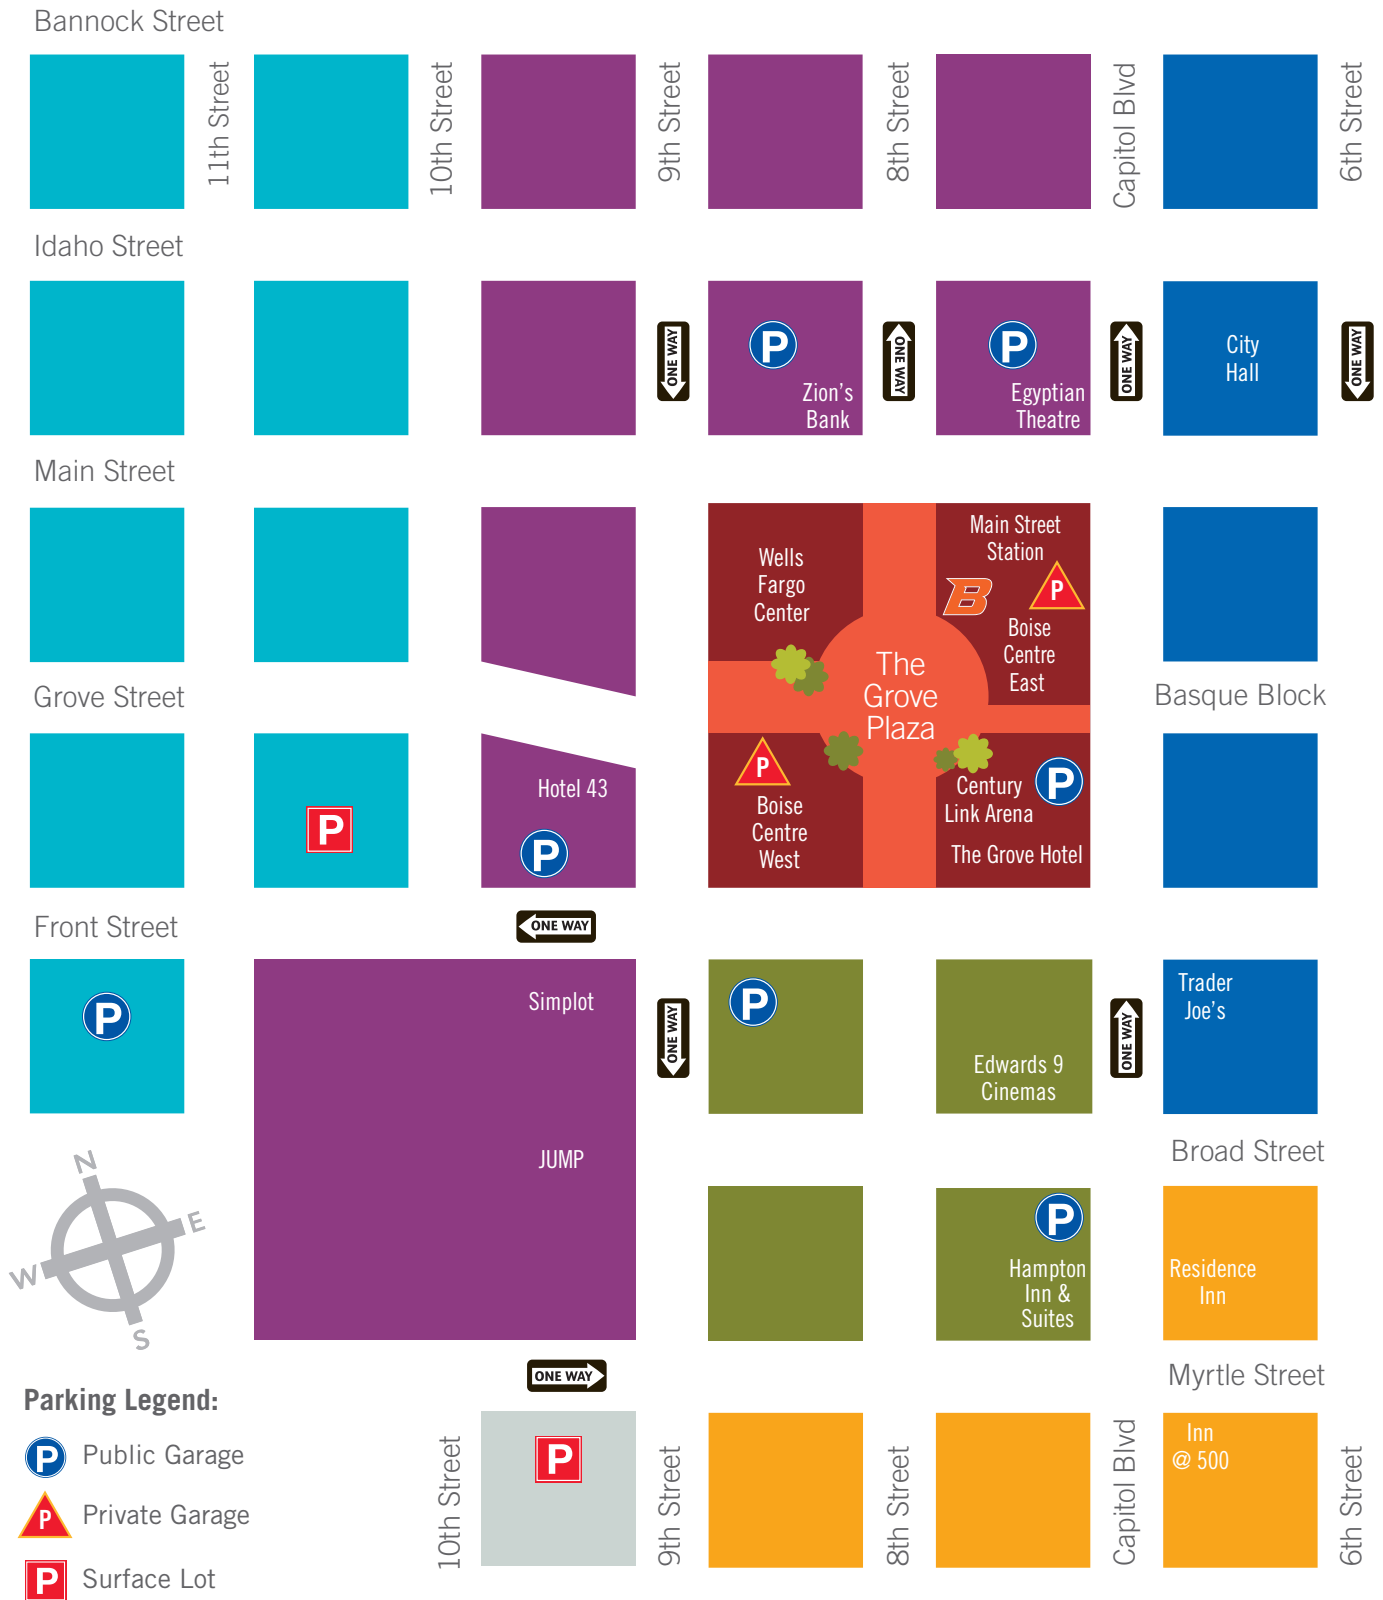 Bannock Street
11th Street
10th Street
9th Street
8th Street
Capitol Blvd
6th Street
Idaho Street
ONE WAY
P
Zion's
Bank
ONE WAY
P
Egyptian
Theatre
ONE WAY
City
Hall
ONE WAY
Main Street
Wells
Fargo
Center
Main Street
Station
B
P
Boise
Centre
East
The
Grove
Plaza
Grove Street
Basque Block
Hotel 43
P
P
P
Boise
Centre
West
Century
Link Arena
P
The Grove Hotel
Front Street
ONE WAY
P
Simplot
JUMP
ONE WAY
P
Edwards 9
Cinemas
ONE WAY
Trader
Joe's
Broad Street
N
E
W
S
P
Hampton
Inn &
Suites
Residence
Inn
ONE WAY
Myrtle Street
Parking Legend:
P Public Garage
P Private Garage
P Surface Lot
10th Street
P
9th Street
8th Street
Capitol Blvd
Inn
@ 500
6th Street